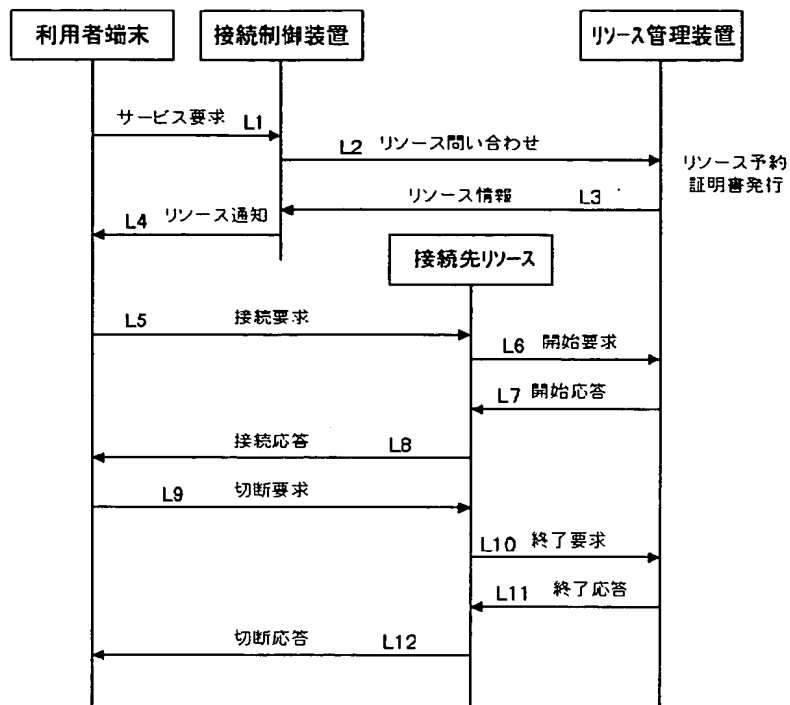 利用者端末
接続制御装置
リソース管理装置
サービス要求 L1
L2 リソース問い合わせ
リソース予約
証明書発行
リソース情報 L3
L4 リソース通知
接続先リソース
L5 接続要求
L6 開始要求
L7 開始応答
接続応答 L8
L9 切断要求
L10 終了要求
L11 終了応答
切断応答 L12